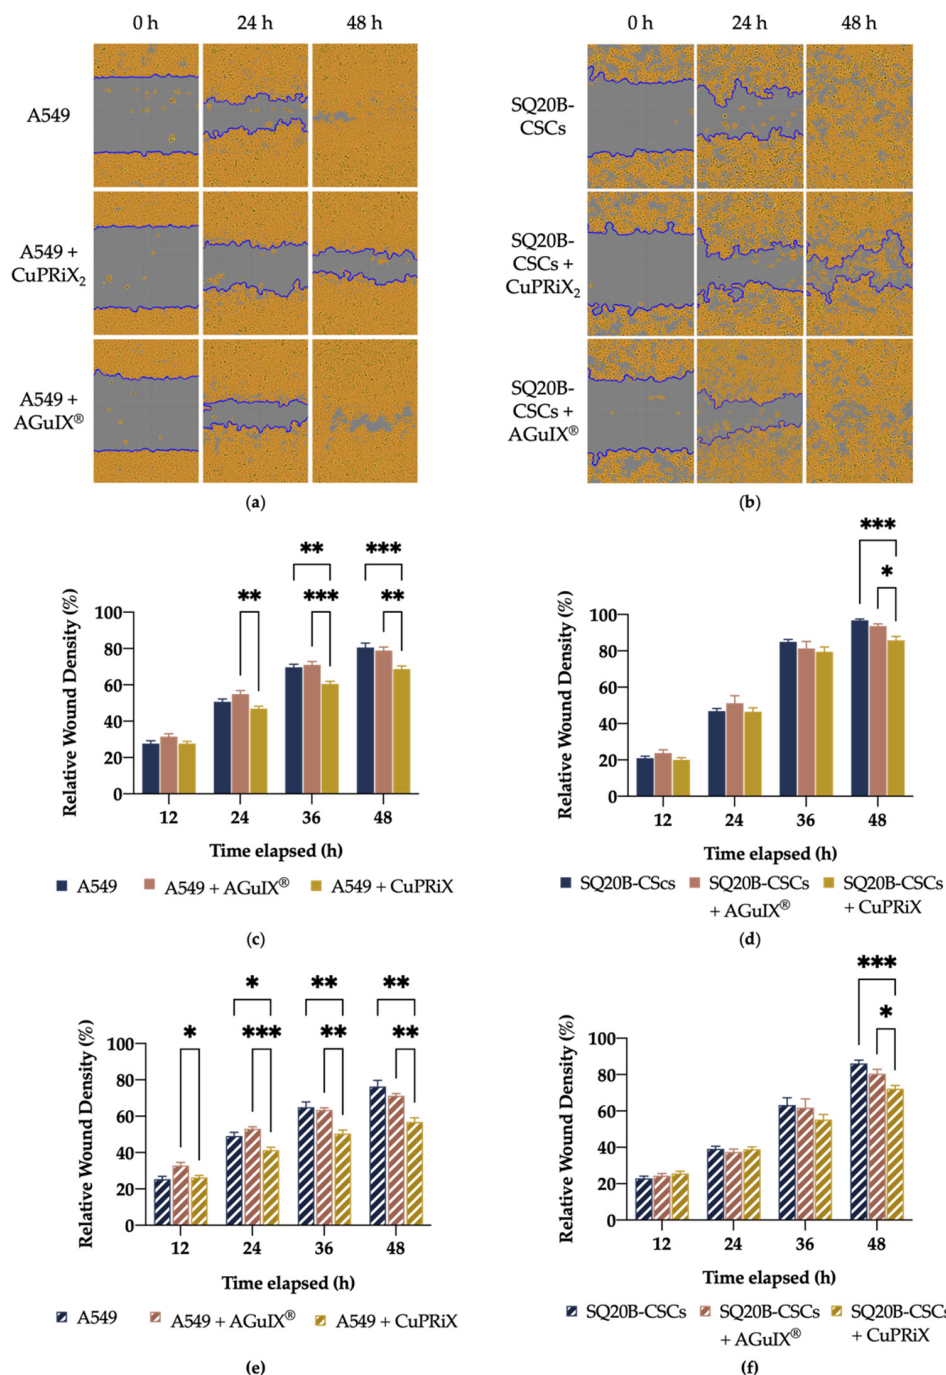 0 h 24 h 48 h
A549
A549 +
CuPRiX₂
A549 +
AGuIX®
(a)
0 h 24 h 48 h
SQ20B-
CSCs
SQ20B-
CSCs +
CuPRiX₂
SQ20B-
CSCs +
AGuIX®
(b)
Relative Wound Density (%)
100
80
60
40
20
0
** *** ** *** **
12 24 36 48
Time elapsed (h)
A549 A549 + AGuIX® A549 + CuPRiX
(c)
Relative Wound Density (%)
100
80
60
40
20
0
***
*
12 24 36 48
Time elapsed (h)
SQ20B-CScs SQ20B-CSCs SQ20B-CSCs
+ AGuIX® + CuPRiX
(d)
Relative Wound Density (%)
100
80
60
40
20
0
* ** **
* *** ** **
12 24 36 48
Time elapsed (h)
A549 A549 + AGuIX® A549 + CuPRiX
(e)
Relative Wound Density (%)
100
80
60
40
20
0
***
*
12 24 36 48
Time elapsed (h)
SQ20B-CSCs SQ20B-CSCs SQ20B-CSCs
+ AGuIX® + CuPRiX
(f)